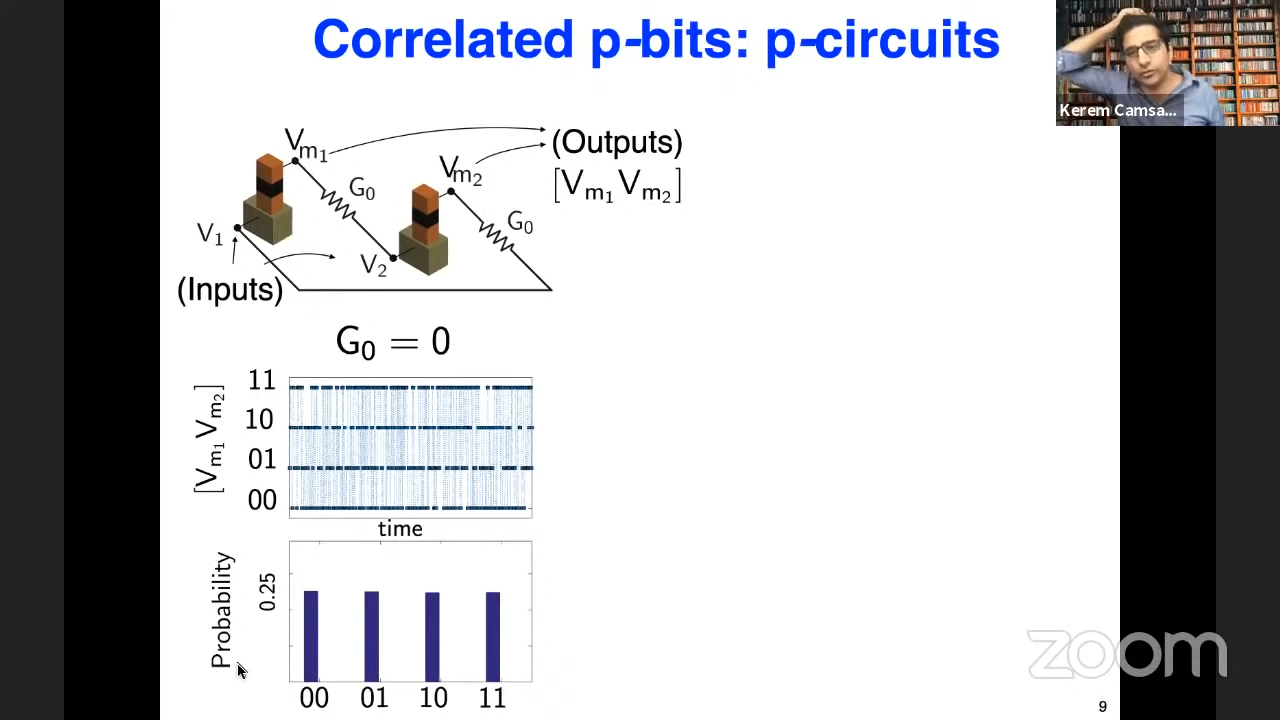 Correlated p-bits: p-circuits
Kerem Camsa...
Vm1
(Outputs)
Vm2
[Vm1 Vm2]
G0
G0
V1
V2
(Inputs)
G0 = 0
[Vm1 Vm2]
11
10
01
00
time
Probability
0.25
00 01 10 11
zoom
9